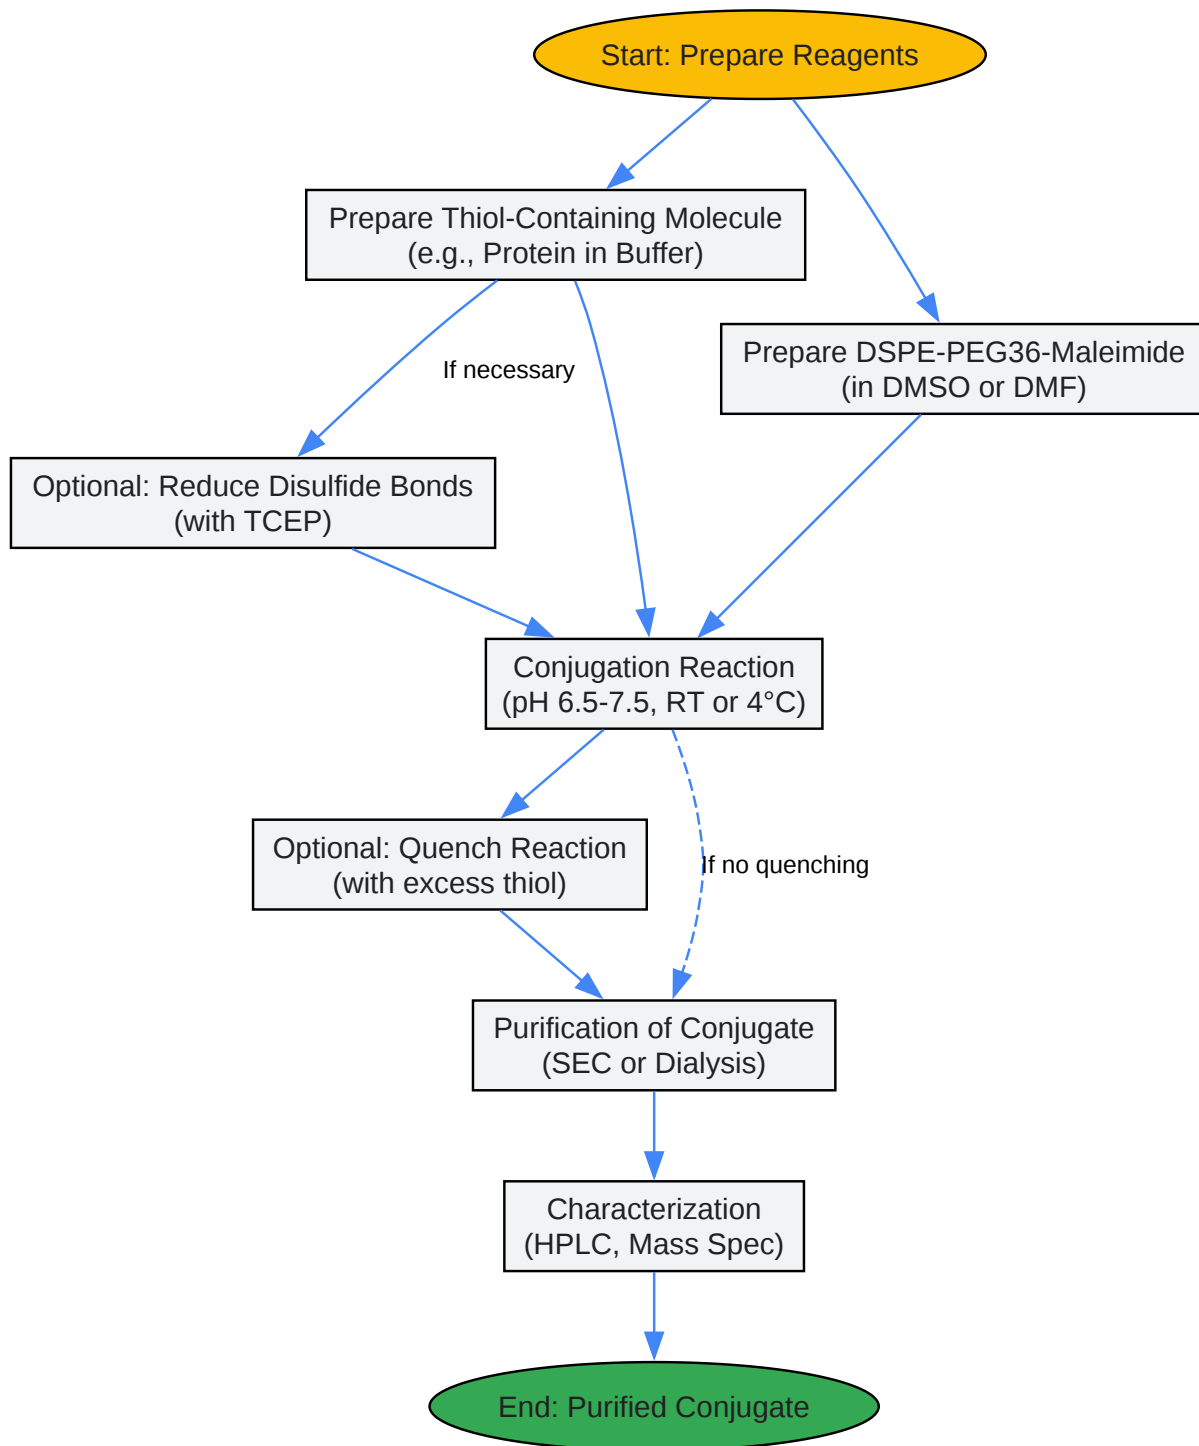 Start: Prepare Reagents
Prepare Thiol-Containing Molecule
(e.g., Protein in Buffer)
Prepare DSPE-PEG36-Maleimide
(in DMSO or DMF)
If necessary
Optional: Reduce Disulfide Bonds
(with TCEP)
Conjugation Reaction
(pH 6.5-7.5, RT or 4°C)
Optional: Quench Reaction
(with excess thiol)
If no quenching
Purification of Conjugate
(SEC or Dialysis)
Characterization
(HPLC, Mass Spec)
End: Purified Conjugate